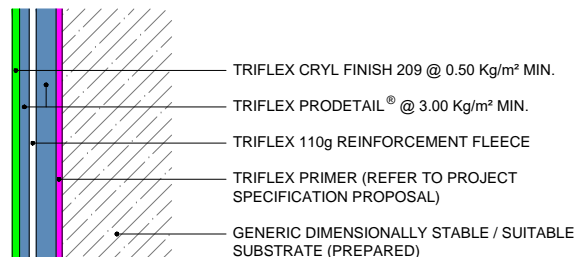 TRIFLEX CRYL FINISH 209 @ 0.50 Kg/m² MIN.
TRIFLEX PRODETAIL® @ 3.00 Kg/m² MIN.
TRIFLEX 110g REINFORCEMENT FLEECE
TRIFLEX PRIMER (REFER TO PROJECT
SPECIFICATION PROPOSAL)
GENERIC DIMENSIONALLY STABLE / SUITABLE
SUBSTRATE (PREPARED)